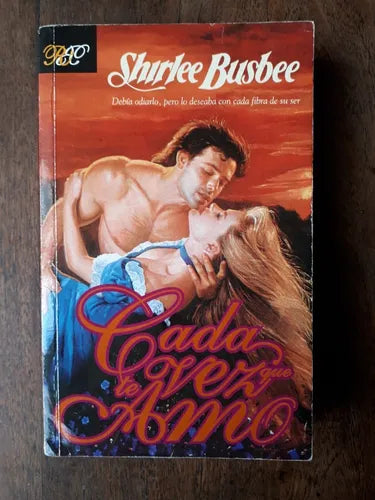 Shirlee Busbee
Debía odiarlo, pero lo deseaba con cada fibra de su ser
Cada
vez que
te
Amo